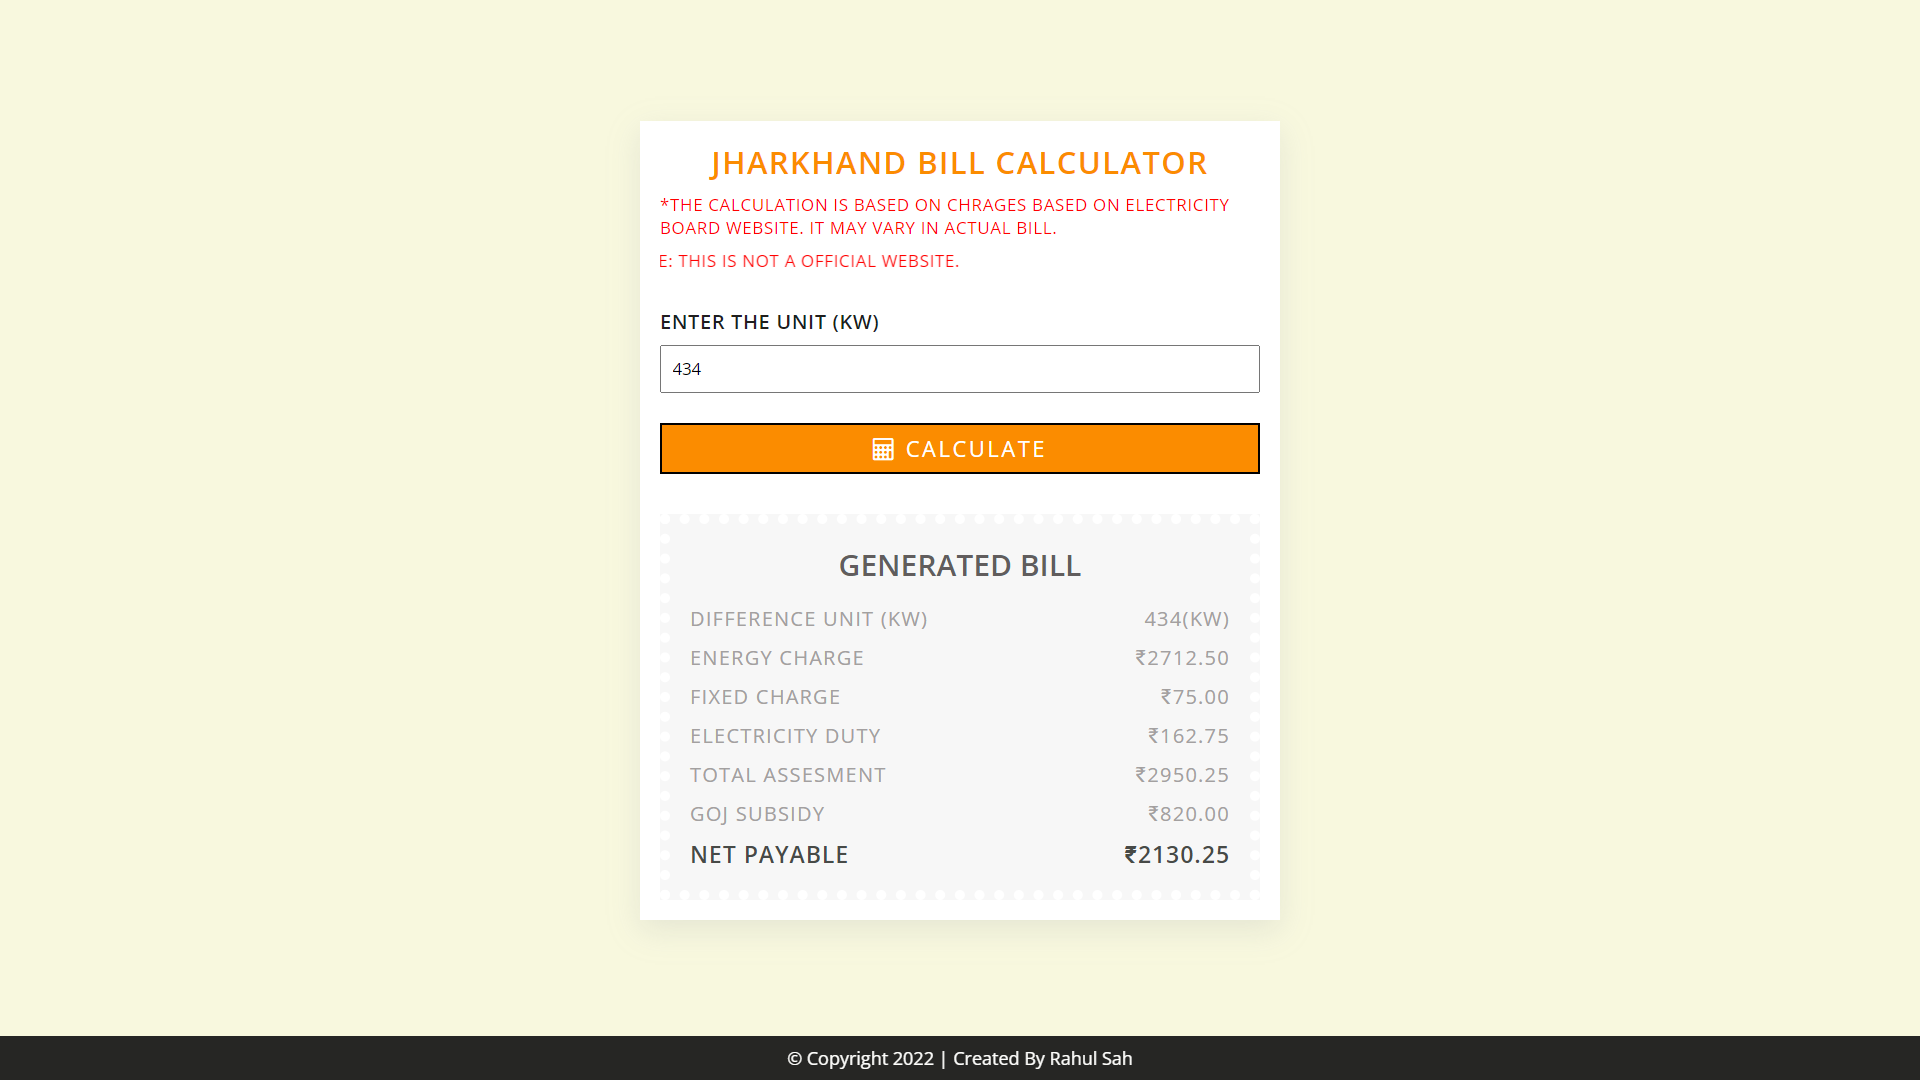 JHARKHAND BILL CALCULATOR
*THE CALCULATION IS BASED ON CHRAGES BASED ON ELECTRICITY
BOARD WEBSITE. IT MAY VARY IN ACTUAL BILL.
E: THIS IS NOT A OFFICIAL WEBSITE.
ENTER THE UNIT (KW)
434
CALCULATE
GENERATED BILL
DIFFERENCE UNIT (KW) 434(KW)
ENERGY CHARGE ₹2712.50
FIXED CHARGE ₹75.00
ELECTRICITY DUTY ₹162.75
TOTAL ASSESMENT ₹2950.25
GOJ SUBSIDY ₹820.00
NET PAYABLE ₹2130.25
© Copyright 2022 | Created By Rahul Sah